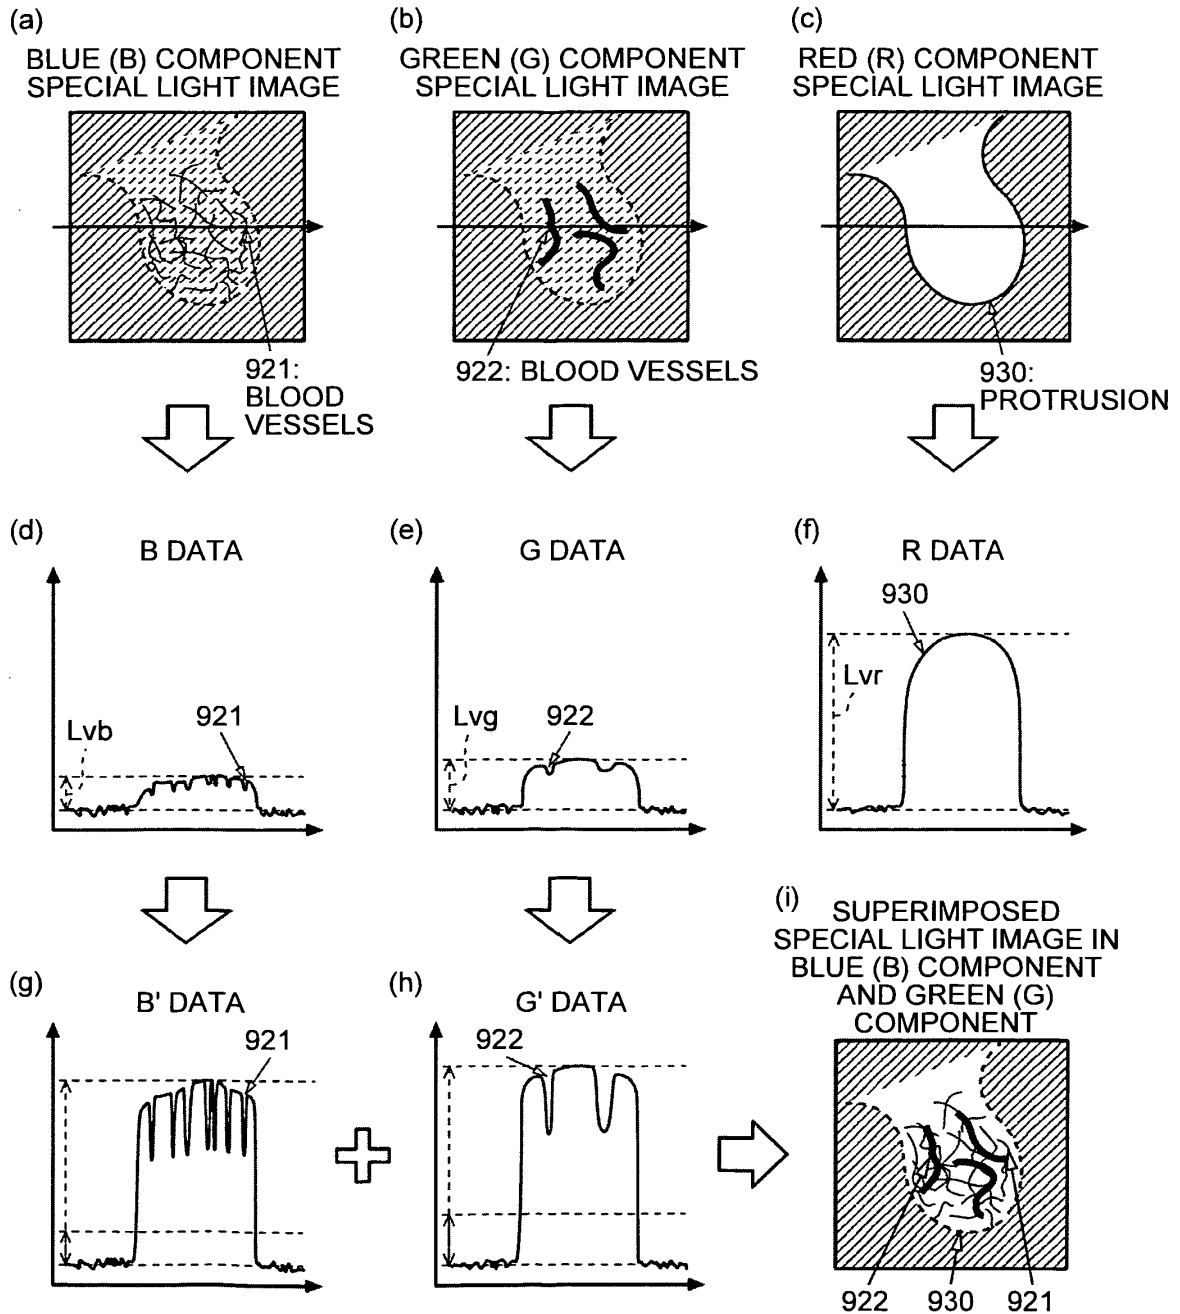 (a)
BLUE (B) COMPONENT
SPECIAL LIGHT IMAGE
921:
BLOOD
VESSELS
(b)
GREEN (G) COMPONENT
SPECIAL LIGHT IMAGE
922: BLOOD VESSELS
(c)
RED (R) COMPONENT
SPECIAL LIGHT IMAGE
930:
PROTRUSION
(d)
B DATA
Lvb
921
(e)
G DATA
Lvg
922
(f)
R DATA
930
Lvr
(g)
B' DATA
921
(h)
G' DATA
922
(i)
SUPERIMPOSED
SPECIAL LIGHT IMAGE IN
BLUE (B) COMPONENT
AND GREEN (G)
COMPONENT
922
930
921